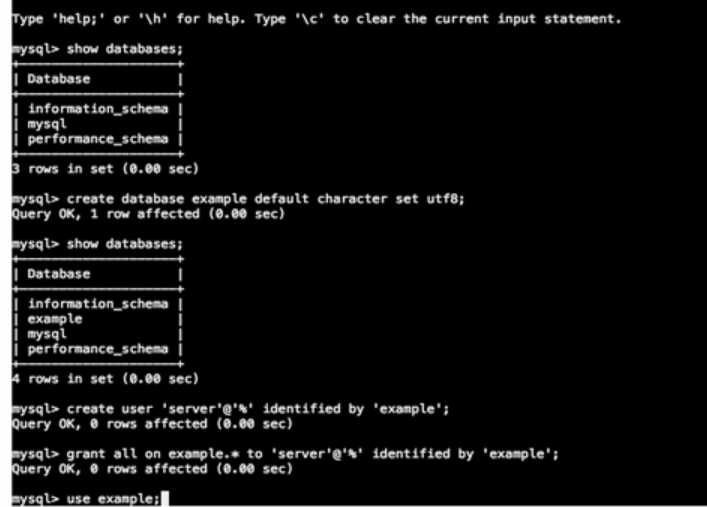 Type 'help;' or '\h' for help. Type '\c' to clear the current input statement.
mysql> show databases;
+--------------------+
| Database           |
+--------------------+
| information_schema |
| mysql              |
| performance_schema |
+--------------------+
3 rows in set (0.00 sec)
mysql> create database example default character set utf8;
Query OK, 1 row affected (0.00 sec)
mysql> show databases;
+--------------------+
| Database           |
+--------------------+
| information_schema |
| example            |
| mysql              |
| performance_schema |
+--------------------+
4 rows in set (0.00 sec)
mysql> create user 'server'@'%' identified by 'example';
Query OK, 0 rows affected (0.00 sec)
mysql> grant all on example.* to 'server'@'%' identified by 'example';
Query OK, 0 rows affected (0.00 sec)
mysql> use example;